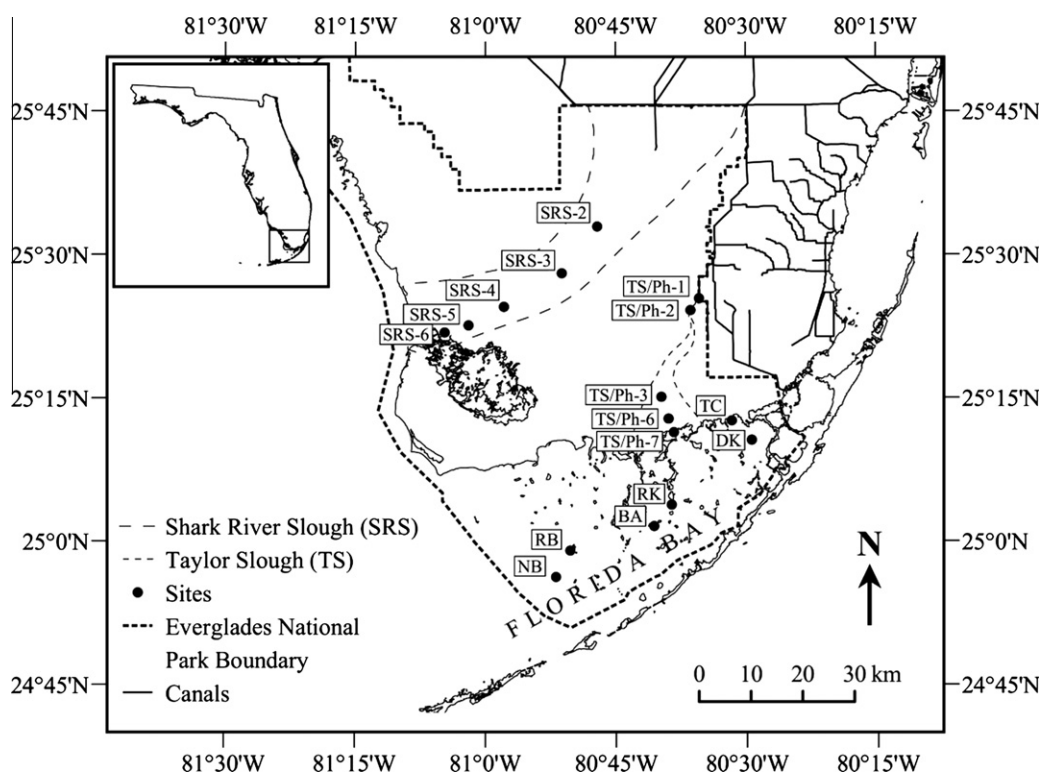 81°30'W 81°15'W 81°0'W 80°45'W 80°30'W 80°15'W
25°45'N 25°45'N
SRS-2
25°30'N 25°30'N
SRS-3
TS/Ph-1
SRS-4
TS/Ph-2
SRS-5
SRS-6
25°15'N 25°15'N
TS/Ph-3
TC
TS/Ph-6
TS/Ph-7
DK
RK
BA
Shark River Slough (SRS)
RB
25°0'N 25°0'N
Taylor Slough (TS)
NB
FLORIDA BAY
N
Sites
Everglades National
Park Boundary
Canals
0 10 20 30 km
24°45'N 24°45'N
81°30'W 81°15'W 81°0'W 80°45'W 80°30'W 80°15'W